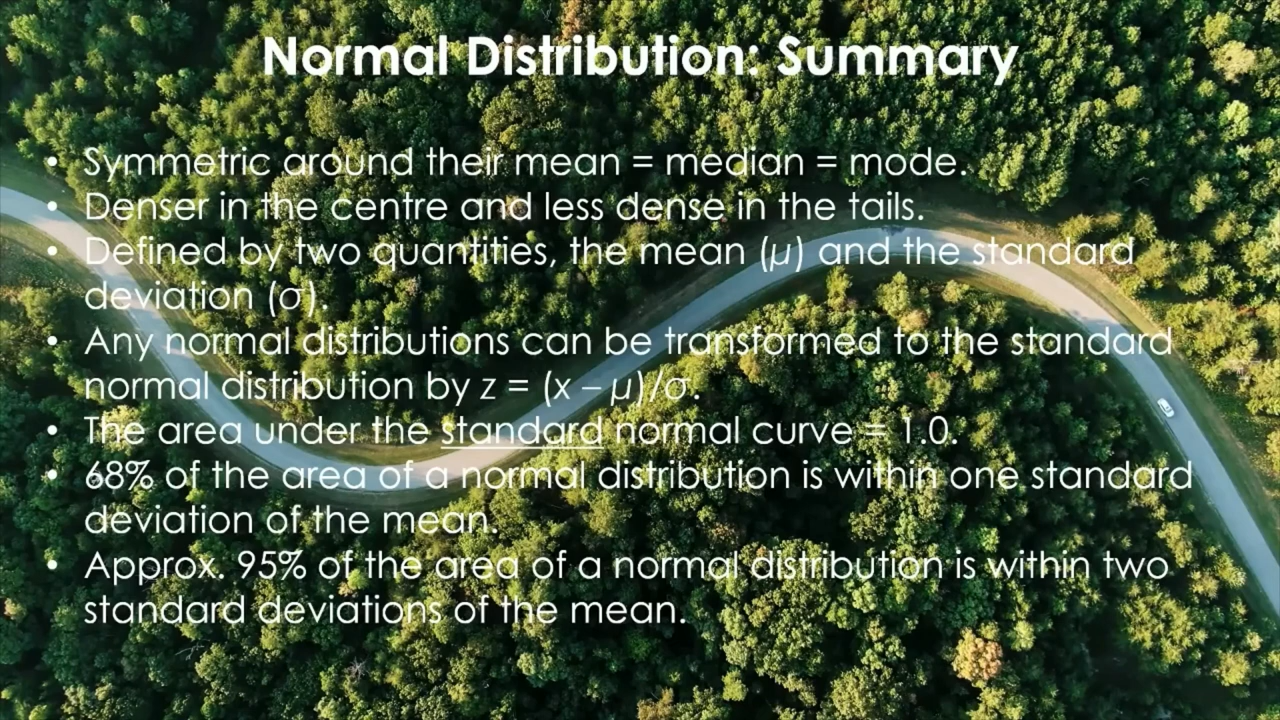 Normal Distribution: Summary
• Symmetric around their mean = median = mode.
• Denser in the centre and less dense in the tails.
• Defined by two quantities, the mean (μ) and the standard
deviation (σ).
• Any normal distributions can be transformed to the standard
normal distribution by z = (x – μ)/σ.
• The area under the standard normal curve = 1.0.
• 68% of the area of a normal distribution is within one standard
deviation of the mean.
• Approx. 95% of the area of a normal distribution is within two
standard deviations of the mean.